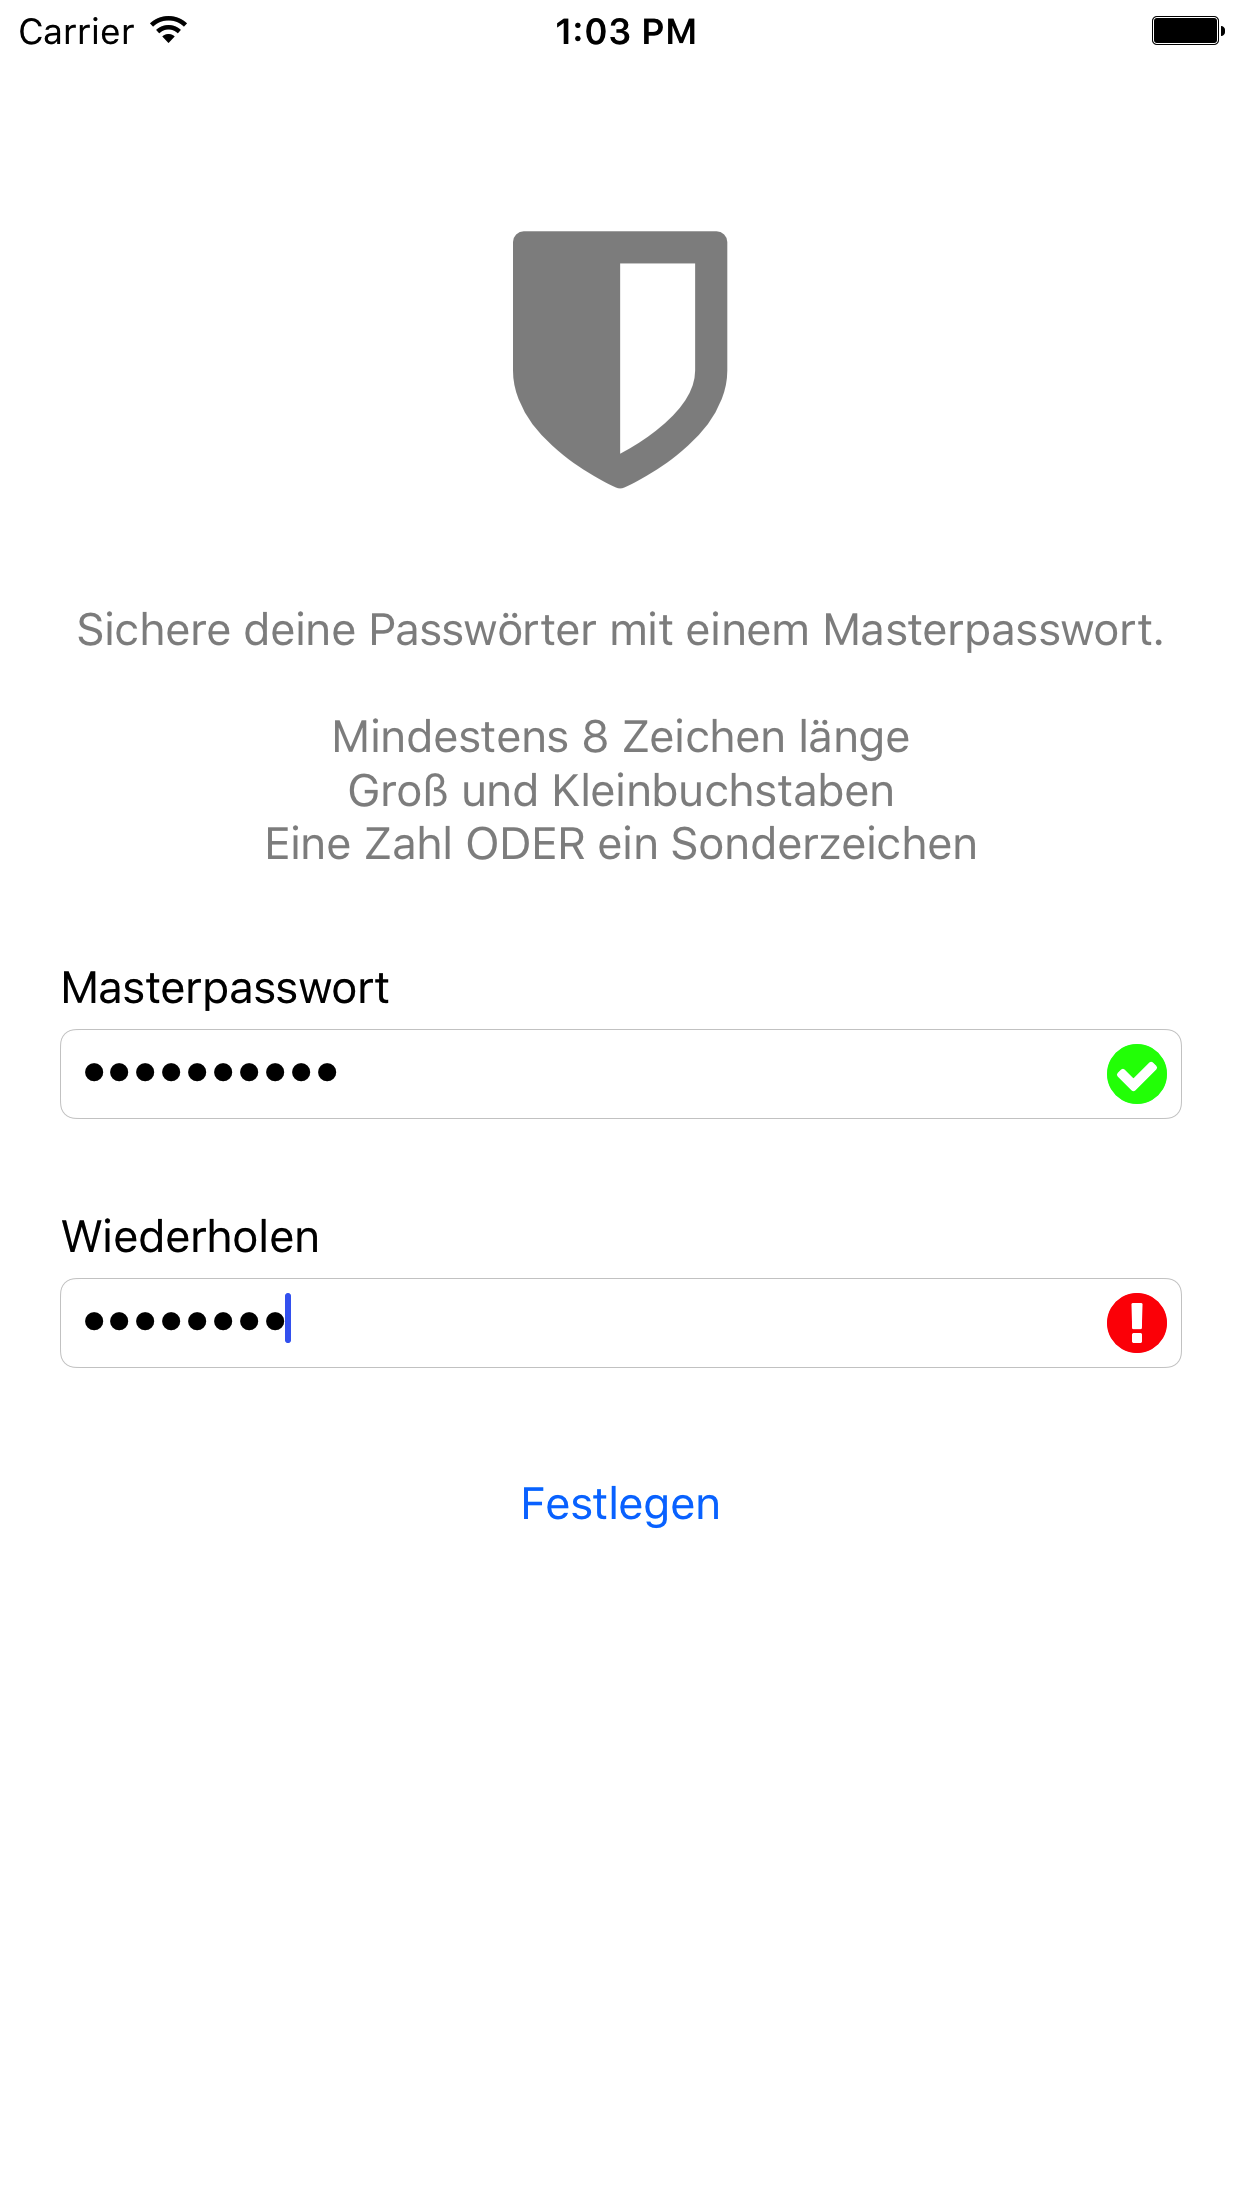 Carrier
1:03 PM
Sichere deine Passwörter mit einem Masterpasswort.
Mindestens 8 Zeichen länge
Groß und Kleinbuchstaben
Eine Zahl ODER ein Sonderzeichen
Masterpasswort
••••••••••
Wiederholen
••••••••
Festlegen